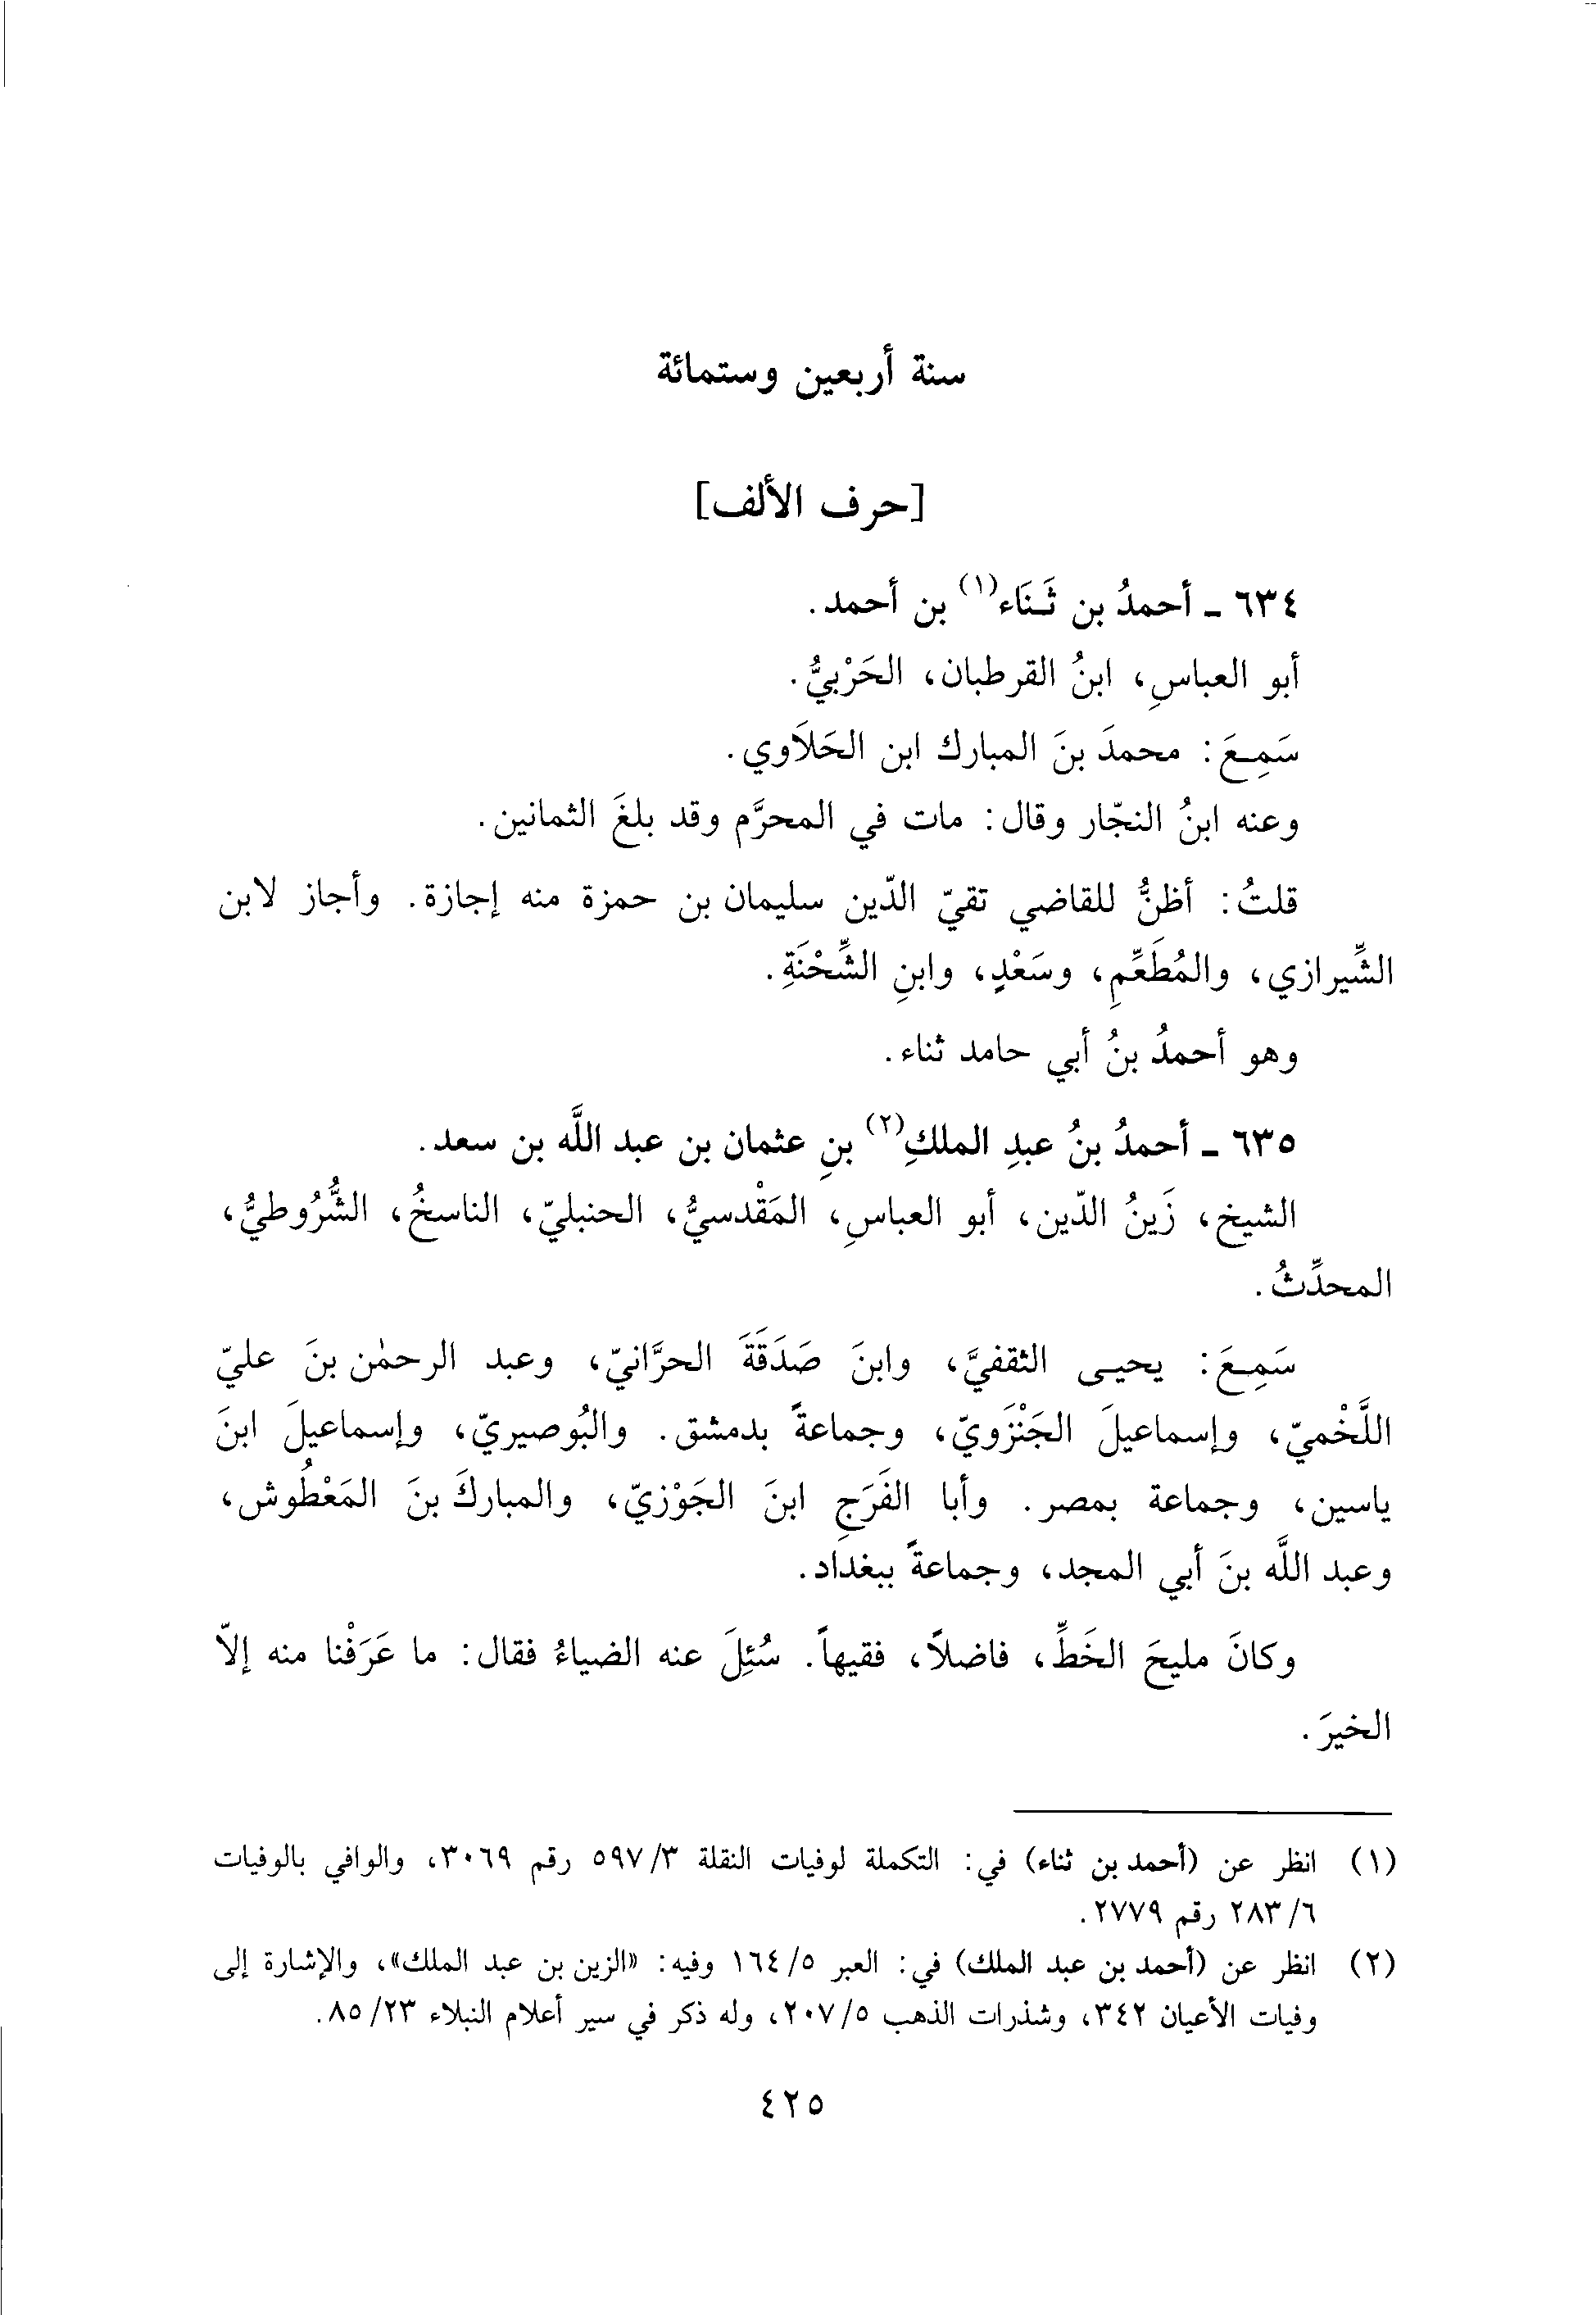 سنة أربعين وستمائة
[حرف الألف]
٦٣٤ ـ أحمدُ بن ثَـنَاء(١) بن أحمد.
أبو العباسِ، ابنُ القرطبان، الحَرْبيُّ.
سَمِـعَ: محمدَ بنَ المبارك ابن الحَلاَوي.
وعنه ابنُ النجّار وقال: مات في المحرَّم وقد بلغَ الثمانين.
قلتُ: أظنُّ للقاضي تقيّ الدّين سليمان بن حمزة منه إجازة. وأجاز لابن
الشِّيرازي، والمُطَعِّمِ، وسَعْدٍ، وابنِ الشِّحْنَةِ.
وهو أحمدُ بنُ أبي حامد ثناء.
٦٣٥ ـ أحمدُ بنُ عبدِ الملكِ(٢) بنِ عثمان بن عبد اللَّه بن سعد.
الشيخ، زَينُ الدّين، أبو العباسِ، المَقْدسيُّ، الحنبليّ، الناسخُ، الشُّرُوطيُّ،
المحدِّثُ.
سَمِـعَ: يحيـى الثقفيَّ، وابنَ صَدَقَةَ الحرَّانيّ، وعبد الرحمٰن بنَ عليّ
اللَّخْميّ، وإسماعيلَ الجَنْزَويّ، وجماعةً بدمشق. والبُوصيريّ، وإسماعيلَ ابنَ
ياسين، وجماعة بمصر. وأبا الفَرَجِ ابنَ الجَوْزيّ، والمباركَ بنَ المَعْطُوش،
وعبد اللَّه بنَ أبي المجد، وجماعةً ببغداد.
وكانَ مليحَ الخَطِّ، فاضلاً، فقيهاً. سُئِلَ عنه الضياءُ فقال: ما عَرَفْنا منه إلاّ
الخيرَ.
(١) انظر عن (أحمد بن ثناء) في: التكملة لوفيات النقلة ٣/ ٥٩٧ رقم ٣٠٦٩، والوافي بالوفيات
٦/ ٢٨٣ رقم ٢٧٧٩.
(٢) انظر عن (أحمد بن عبد الملك) في: العبر ٥/ ١٦٤ وفيه: «الزين بن عبد الملك»، والإشارة إلى
وفيات الأعيان ٣٤٢، وشذرات الذهب ٥/ ٢٠٧، وله ذكر في سير أعلام النبلاء ٢٣/ ٨٥.
٤٢٥